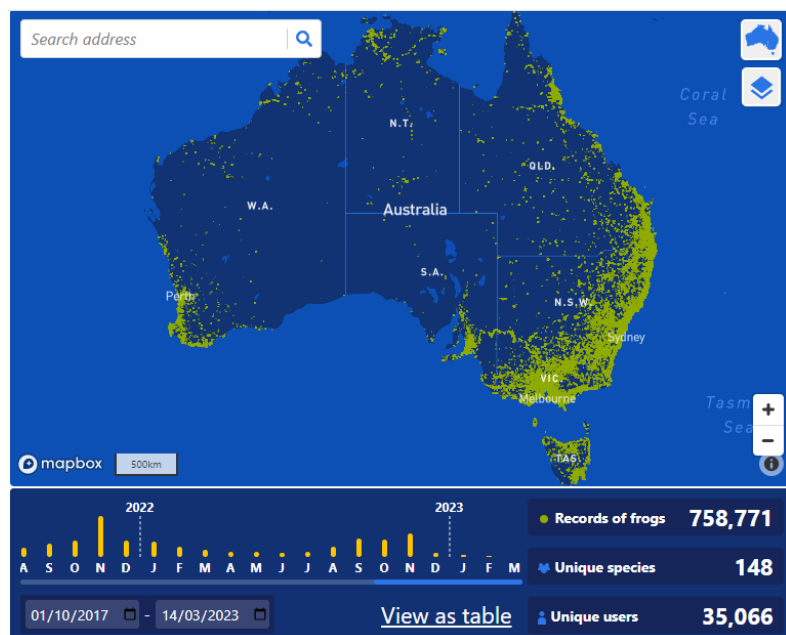 Search address
Coral
Sea
N.T.
QLD.
W.A.
Australia
S.A.
Perth
N.S.W.
Sydney
VIC.
Melbourne
Tasm
Sea
TAS.
+
−
mapbox
500km
2022
2023
A S O N D J F M A M J J A S O N D J F M
Records of frogs 758,771
Unique species 148
Unique users 35,066
01/10/2017 - 14/03/2023
View as table